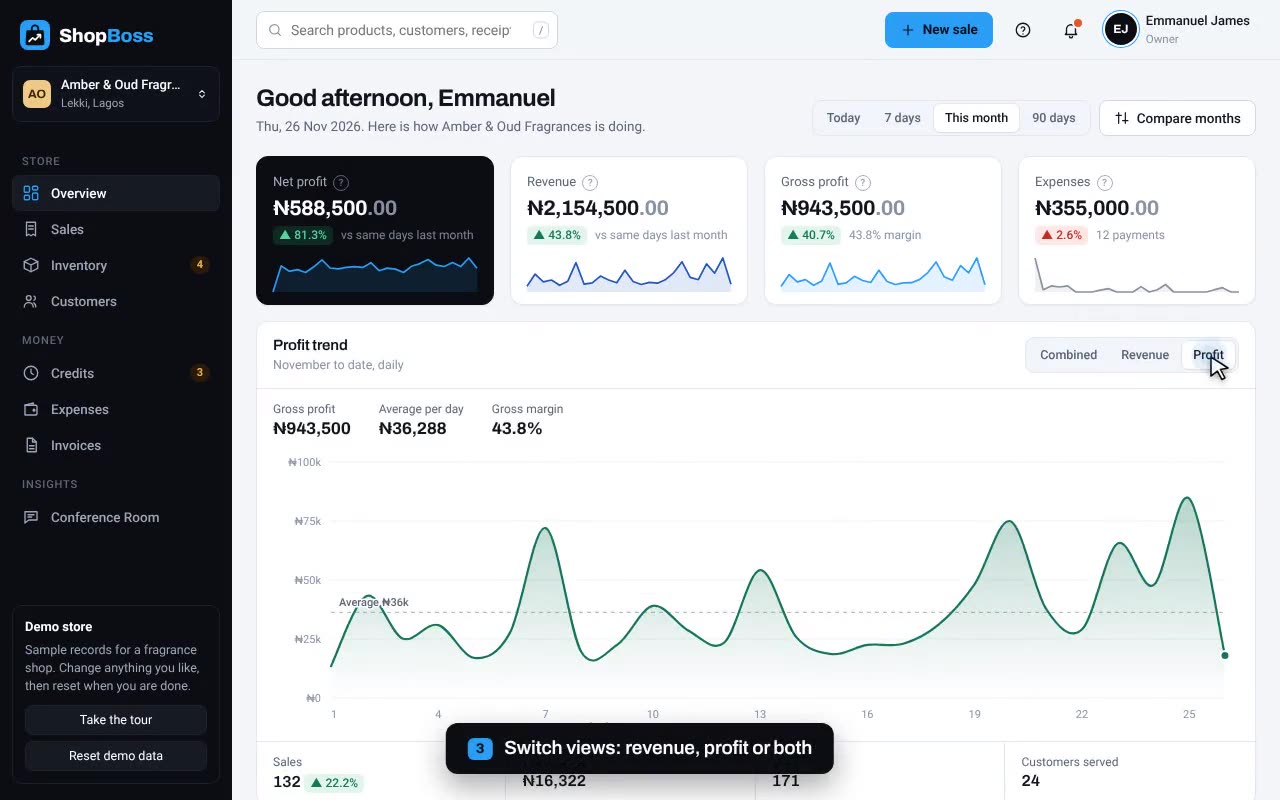 ShopBoss
AO
Amber & Oud Fragr...
Lekki, Lagos
STORE
Overview
Sales
Inventory 4
Customers
MONEY
Credits 3
Expenses
Invoices
INSIGHTS
Conference Room
Demo store
Sample records for a fragrance
shop. Change anything you like,
then reset when you are done.
Take the tour
Reset demo data
Search products, customers, receip
/
New sale
EJ
Emmanuel James
Owner
Good afternoon, Emmanuel
Thu, 26 Nov 2026. Here is how Amber & Oud Fragrances is doing.
Today 7 days This month 90 days
Compare months
Net profit ?
₦588,500.00
▲ 81.3% vs same days last month
Revenue ?
₦2,154,500.00
▲ 43.8% vs same days last month
Gross profit ?
₦943,500.00
▲ 40.7% 43.8% margin
Expenses ?
₦355,000.00
▲ 2.6% 12 payments
Profit trend
November to date, daily
Combined Revenue Profit
Gross profit
₦943,500
Average per day
₦36,288
Gross margin
43.8%
₦100k
₦75k
₦50k
₦25k
₦0
Average ₦36k
1 4 7 10 13 16 19 22 25
3 Switch views: revenue, profit or both
Sales
132 ▲ 22.2%
₦16,322
171
Customers served
24